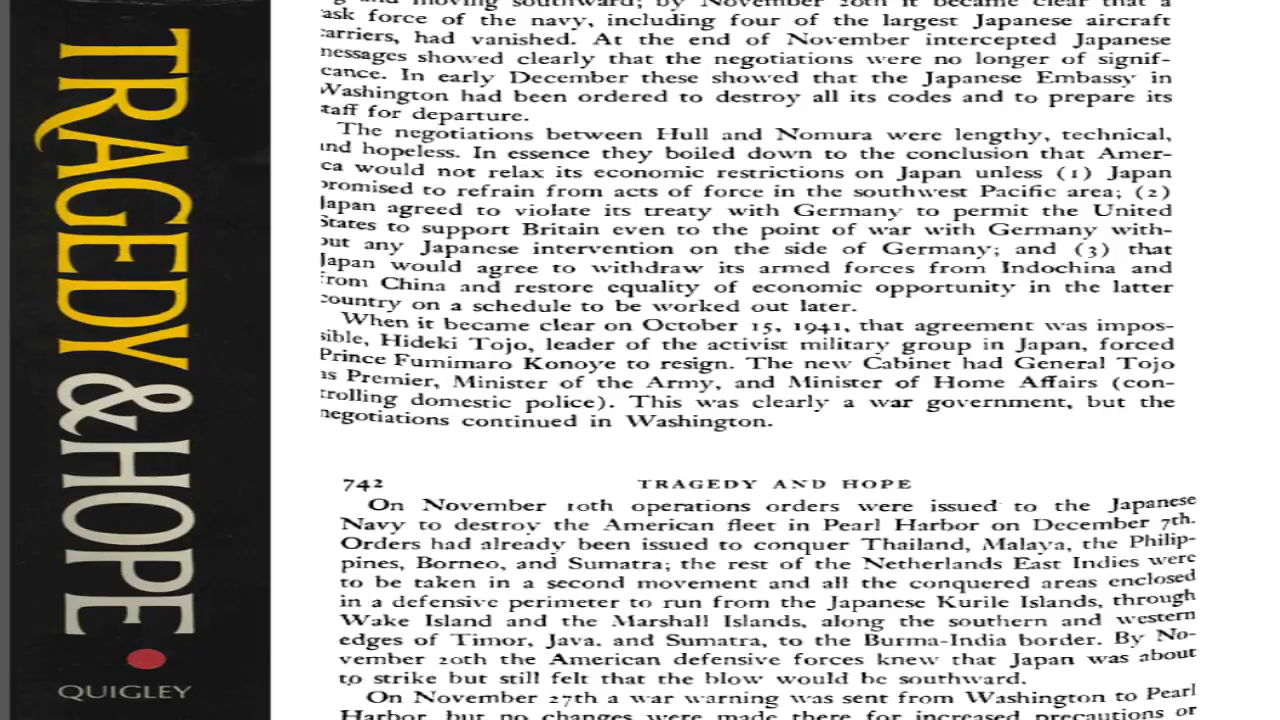 TRAGEDY & HOPE
QUIGLEY
and moving southward; by November 20th it became clear that a
ask force of the navy, including four of the largest Japanese aircraft
arriers, had vanished. At the end of November intercepted Japanese
messages showed clearly that the negotiations were no longer of signif-
cance. In early December these showed that the Japanese Embassy in
Washington had been ordered to destroy all its codes and to prepare its
taff for departure.
The negotiations between Hull and Nomura were lengthy, technical,
and hopeless. In essence they boiled down to the conclusion that Amer-
ca would not relax its economic restrictions on Japan unless (1) Japan
promised to refrain from acts of force in the southwest Pacific area; (2)
Japan agreed to violate its treaty with Germany to permit the United
States to support Britain even to the point of war with Germany with-
out any Japanese intervention on the side of Germany; and (3) that
Japan would agree to withdraw its armed forces from Indochina and
from China and restore equality of economic opportunity in the latter
country on a schedule to be worked out later.
When it became clear on October 15, 1941, that agreement was impos-
sible, Hideki Tojo, leader of the activist military group in Japan, forced
Prince Fumimaro Konoye to resign. The new Cabinet had General Tojo
as Premier, Minister of the Army, and Minister of Home Affairs (con-
trolling domestic police). This was clearly a war government, but the
negotiations continued in Washington.
742 TRAGEDY AND HOPE
On November 10th operations orders were issued to the Japanese
Navy to destroy the American fleet in Pearl Harbor on December 7th.
Orders had already been issued to conquer Thailand, Malaya, the Philip-
pines, Borneo, and Sumatra; the rest of the Netherlands East Indies were
to be taken in a second movement and all the conquered areas enclosed
in a defensive perimeter to run from the Japanese Kurile Islands, through
Wake Island and the Marshall Islands, along the southern and western
edges of Timor, Java, and Sumatra, to the Burma-India border. By No-
vember 20th the American defensive forces knew that Japan was about
to strike but still felt that the blow would be southward.
On November 27th a war warning was sent from Washington to Pearl
Harbor, but no changes were made there for increased precautions or